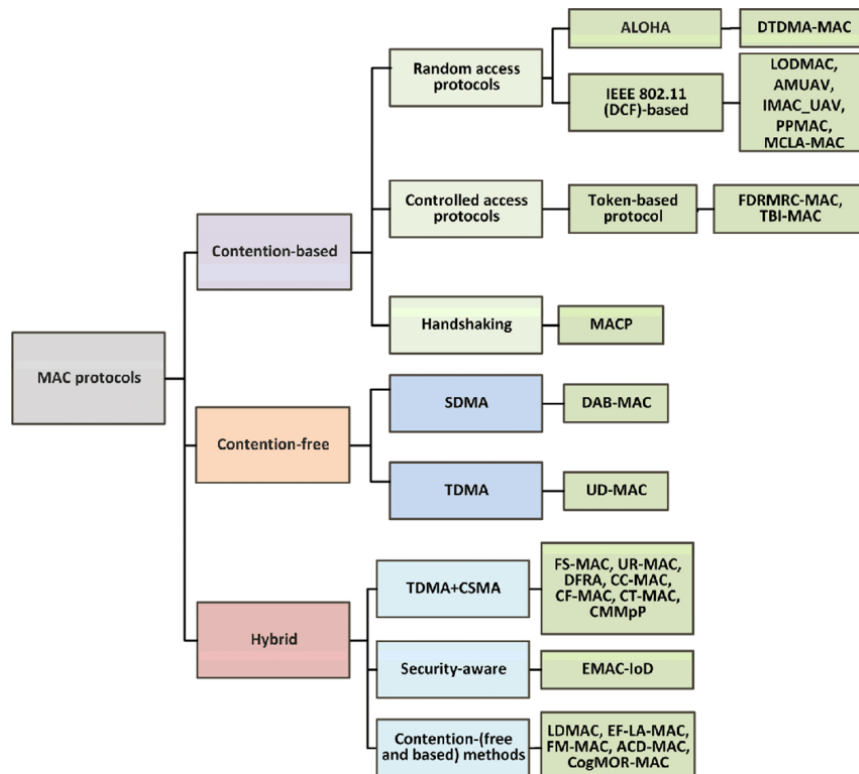 ALOHA
DTDMA-MAC
Random access
protocols
IEEE 802.11
(DCF)-based
LODMAC,
AMUAV,
IMAC_UAV,
PPMAC,
MCLA-MAC
Controlled access
protocols
Token-based
protocol
FDRMRC-MAC,
TBI-MAC
Contention-based
Handshaking
MACP
MAC protocols
SDMA
DAB-MAC
Contention-free
TDMA
UD-MAC
TDMA+CSMA
FS-MAC, UR-MAC,
DFRA, CC-MAC,
CF-MAC, CT-MAC,
CMMpP
Hybrid
Security-aware
EMAC-IoD
Contention-(free
and based) methods
LDMAC, EF-LA-MAC,
FM-MAC, ACD-MAC,
CogMOR-MAC